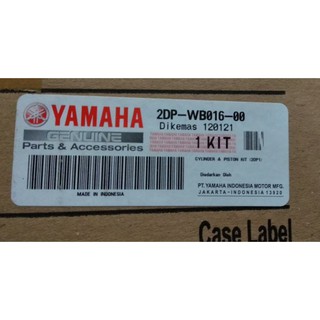 YAMAHA
GENUINE
Parts & Accessories
2DP-WB016-00
Dikemas 120121
1 KIT
CYLINDER & PISTON KIT (2DP1)
MADE IN INDONESIA
Diedarkan Oleh
PT.YAMAHA INDONESIA MOTOR MFG.
JAKARTA-INDONESIA 13920
Case Label